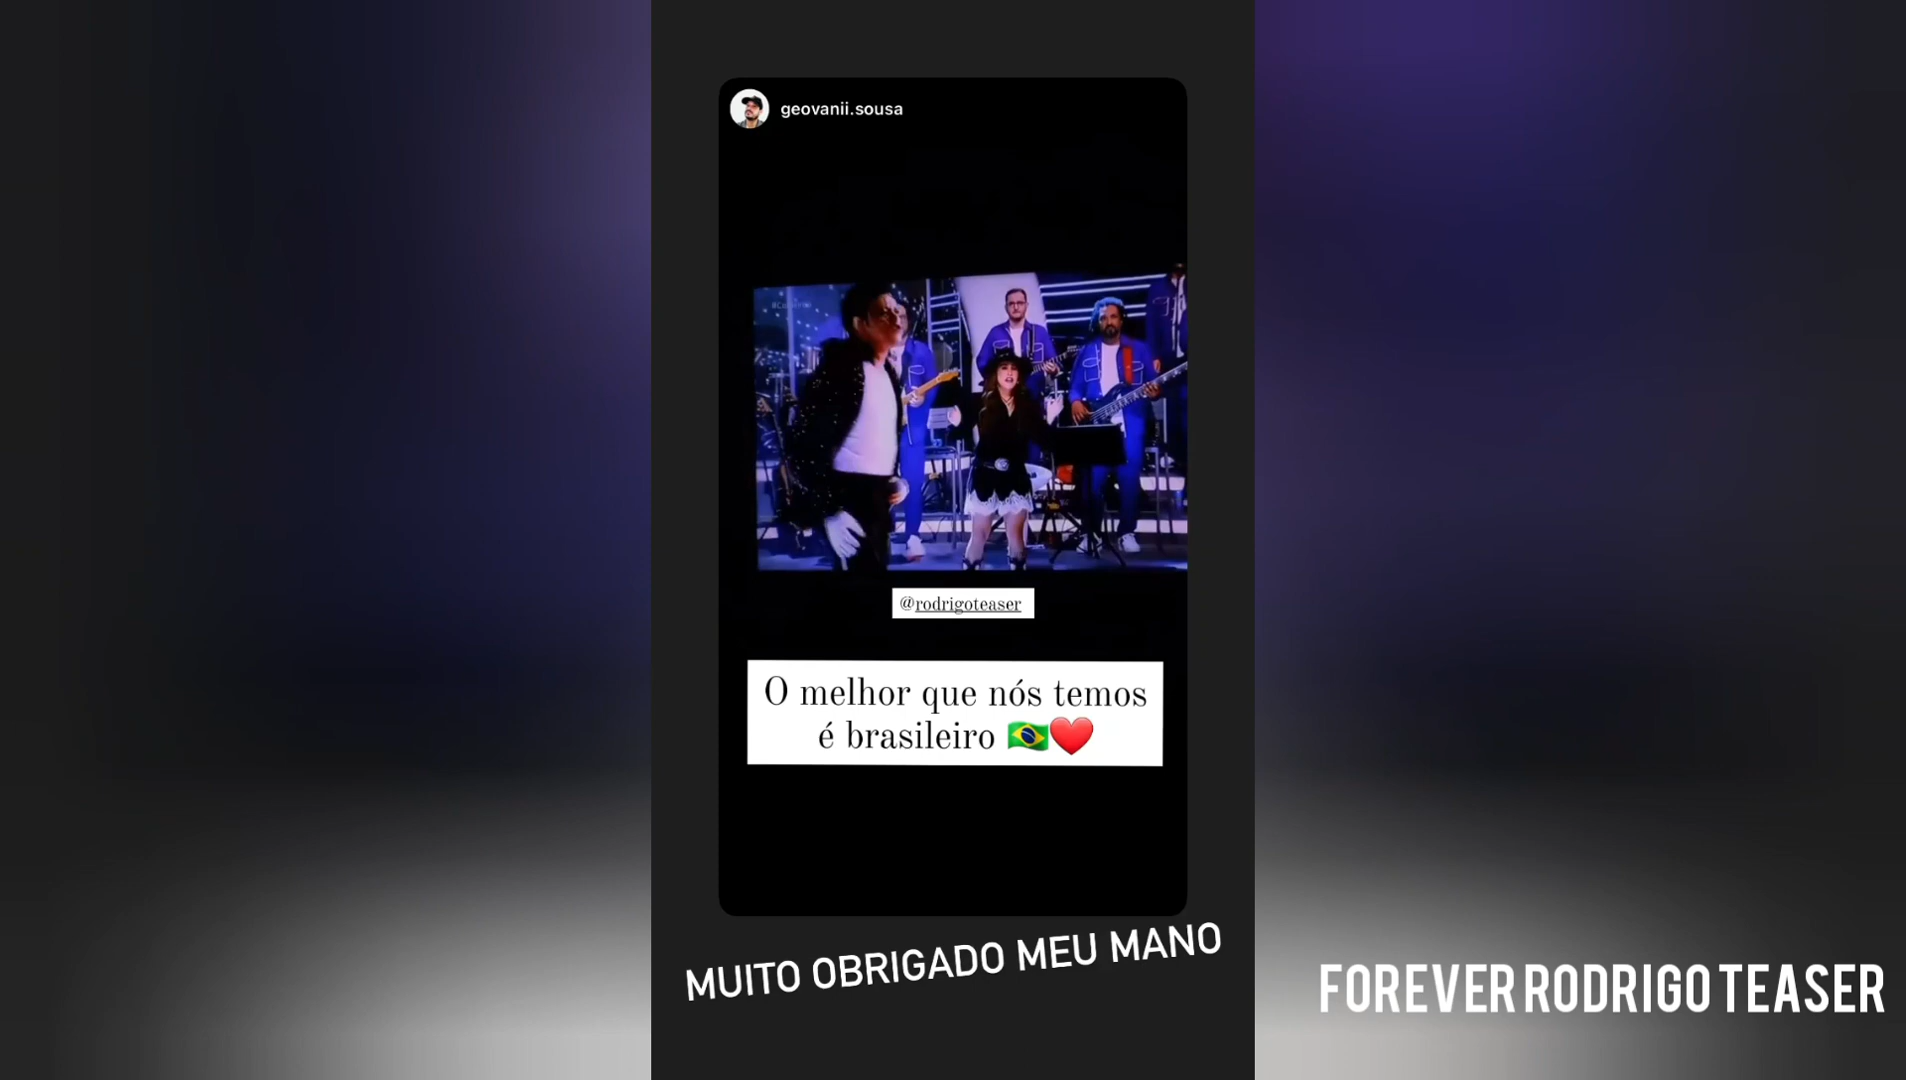 geovanii.sousa
@rodrigoteaser
O melhor que nós temos
é brasileiro 🇧🇷❤️
MUITO OBRIGADO MEU MANO
FOREVER RODRIGO TEASER